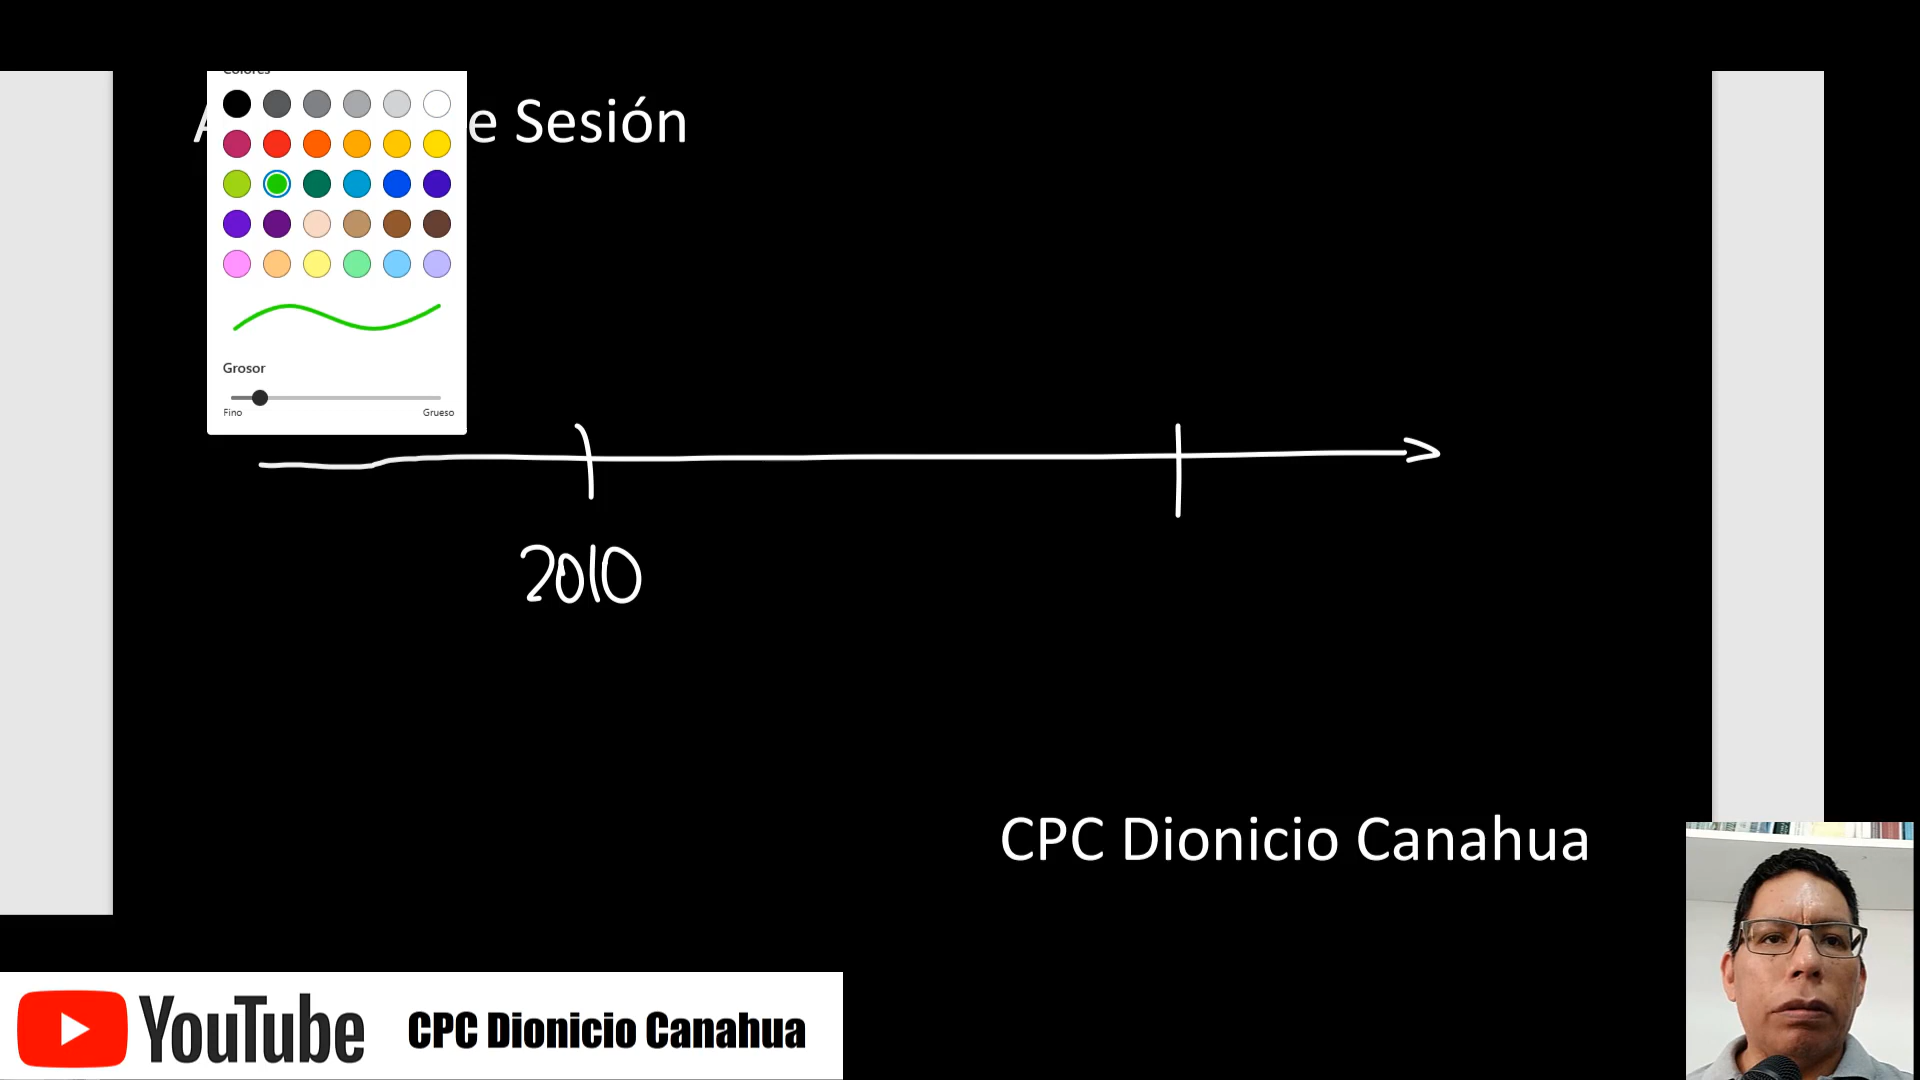 Colores
e Sesión
Grosor
Fino Grueso
2010
CPC Dionicio Canahua
YouTube CPC Dionicio Canahua